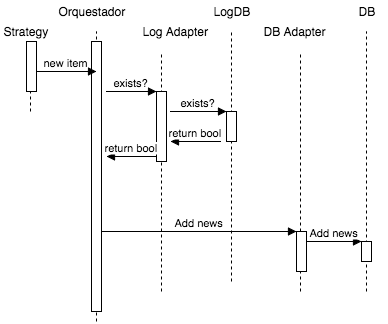 Orquestador
LogDB
DB
Strategy
Log Adapter
DB Adapter
new item
exists?
exists?
return bool
return bool
Add news
Add news